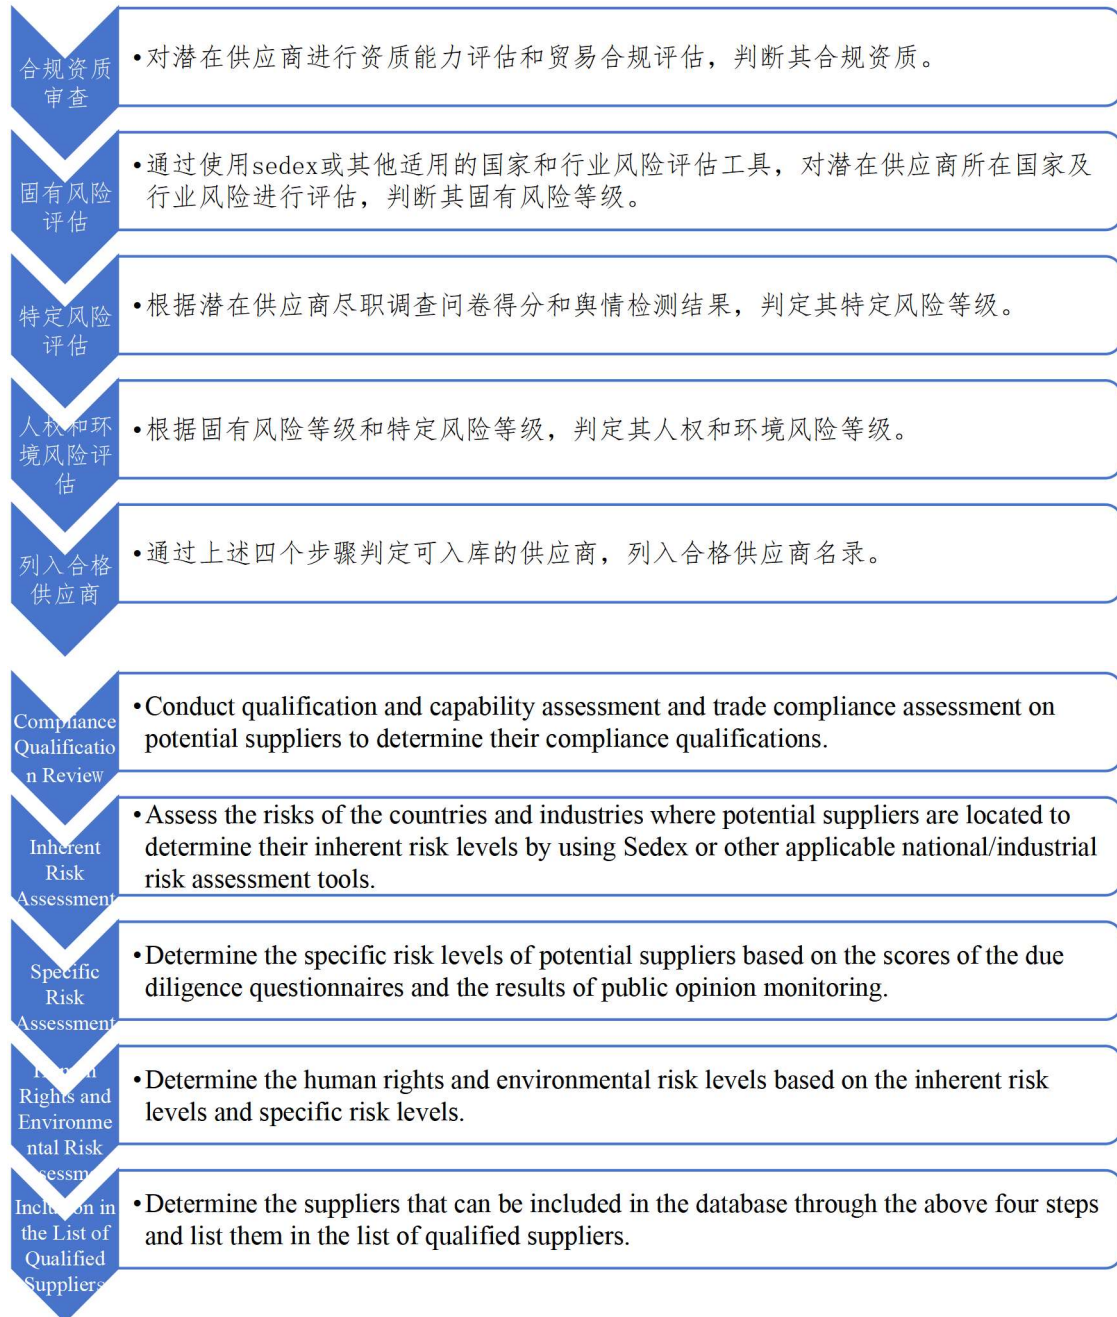 合规资质
审查
•对潜在供应商进行资质能力评估和贸易合规评估，判断其合规资质。
固有风险
评估
•通过使用sedex或其他适用的国家和行业风险评估工具，对潜在供应商所在国家及
行业风险进行评估，判断其固有风险等级。
特定风险
评估
•根据潜在供应商尽职调查问卷得分和舆情检测结果，判定其特定风险等级。
人权和环
境风险评
估
•根据固有风险等级和特定风险等级，判定其人权和环境风险等级。
列入合格
供应商
•通过上述四个步骤判定可入库的供应商，列入合格供应商名录。
Compliance
Qualificatio
n Review
•Conduct qualification and capability assessment and trade compliance assessment on
potential suppliers to determine their compliance qualifications.
Inherent
Risk
Assessment
•Assess the risks of the countries and industries where potential suppliers are located to
determine their inherent risk levels by using Sedex or other applicable national/industrial
risk assessment tools.
Specific
Risk
Assessment
•Determine the specific risk levels of potential suppliers based on the scores of the due
diligence questionnaires and the results of public opinion monitoring.
Human
Rights and
Environme
ntal Risk
•Determine the human rights and environmental risk levels based on the inherent risk
levels and specific risk levels.
Inclusion in
the List of
Qualified
Suppliers
•Determine the suppliers that can be included in the database through the above four steps
and list them in the list of qualified suppliers.